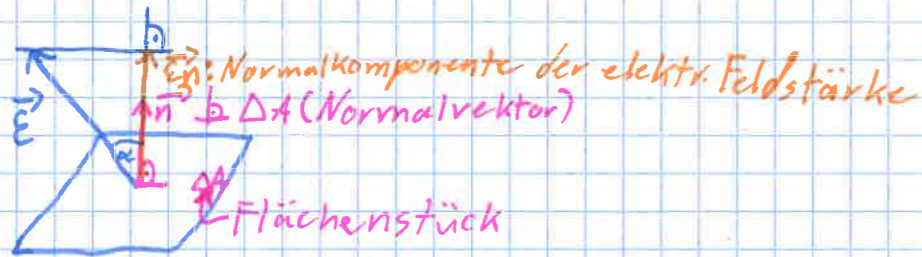 E⃗n: Normalkomponente der elektr. Feldstärke
E⃗
n⃗ ⊥ ΔA (Normalvektor)
α
ΔA
Flächenstück